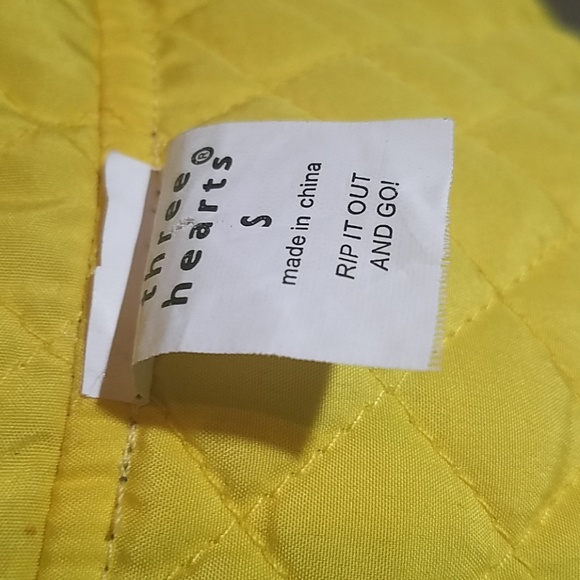 three®
hearts
S
made in china
RIP IT OUT
AND GO!